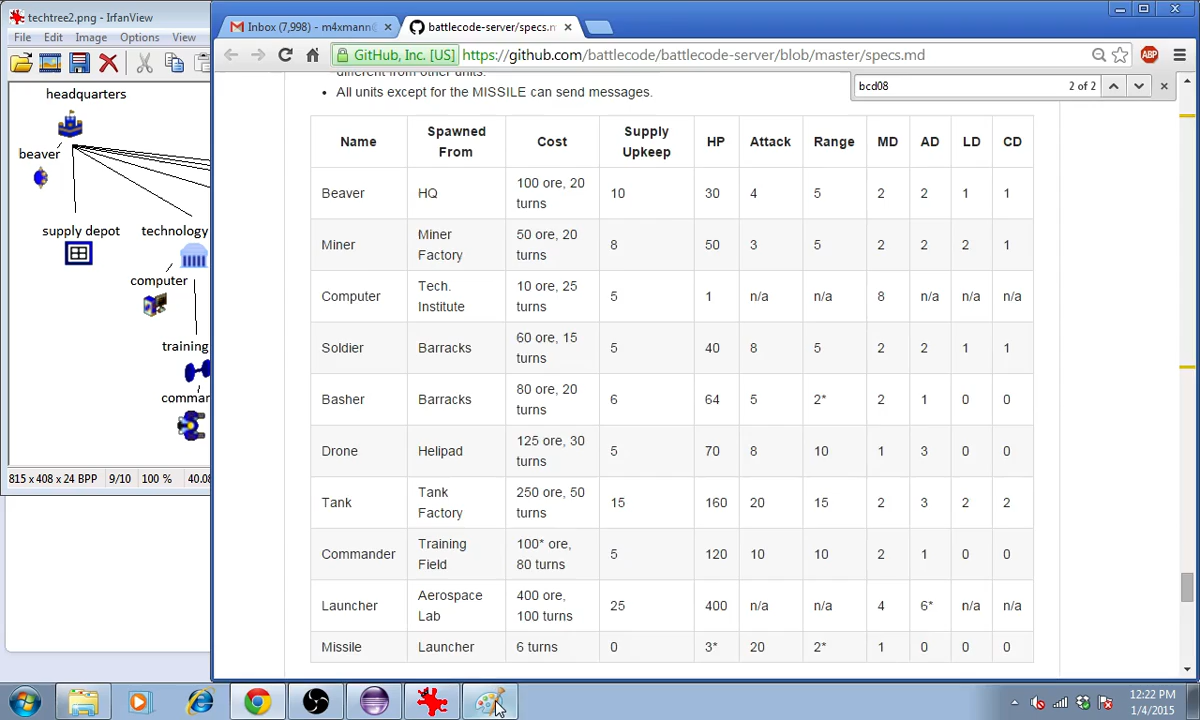 techtree2.png - IrfanView
File Edit Image Options View
headquarters
beaver
supply depot
technology
computer
training
815 x 408 x 24 BPP 9/10 100 %
Inbox (7,998) - m4xmann@
battlecode-server/specs.m
GitHub, Inc. [US] https://github.com/battlecode/battlecode-server/blob/master/specs.md
ABP
bcd08 2 of 2
different from other units.
All units except for the MISSILE can send messages.
Name Spawned From Cost Supply Upkeep HP Attack Range MD AD LD CD
Beaver HQ 100 ore, 20 turns 10 30 4 5 2 2 1 1
Miner Miner Factory 50 ore, 20 turns 8 50 3 5 2 2 2 1
Computer Tech. Institute 10 ore, 25 turns 5 1 n/a n/a 8 n/a n/a n/a
Soldier Barracks 60 ore, 15 turns 5 40 8 5 2 2 1 1
Basher Barracks 80 ore, 20 turns 6 64 5 2* 2 1 0 0
Drone Helipad 125 ore, 30 turns 5 70 8 10 1 3 0 0
Tank Tank Factory 250 ore, 50 turns 15 160 20 15 2 3 2 2
Commander Training Field 100* ore, 80 turns 5 120 10 10 2 1 0 0
Launcher Aerospace Lab 400 ore, 100 turns 25 400 n/a n/a 4 6* n/a n/a
Missile Launcher 6 turns 0 3* 20 2* 1 0 0 0
12:22 PM
1/4/2015